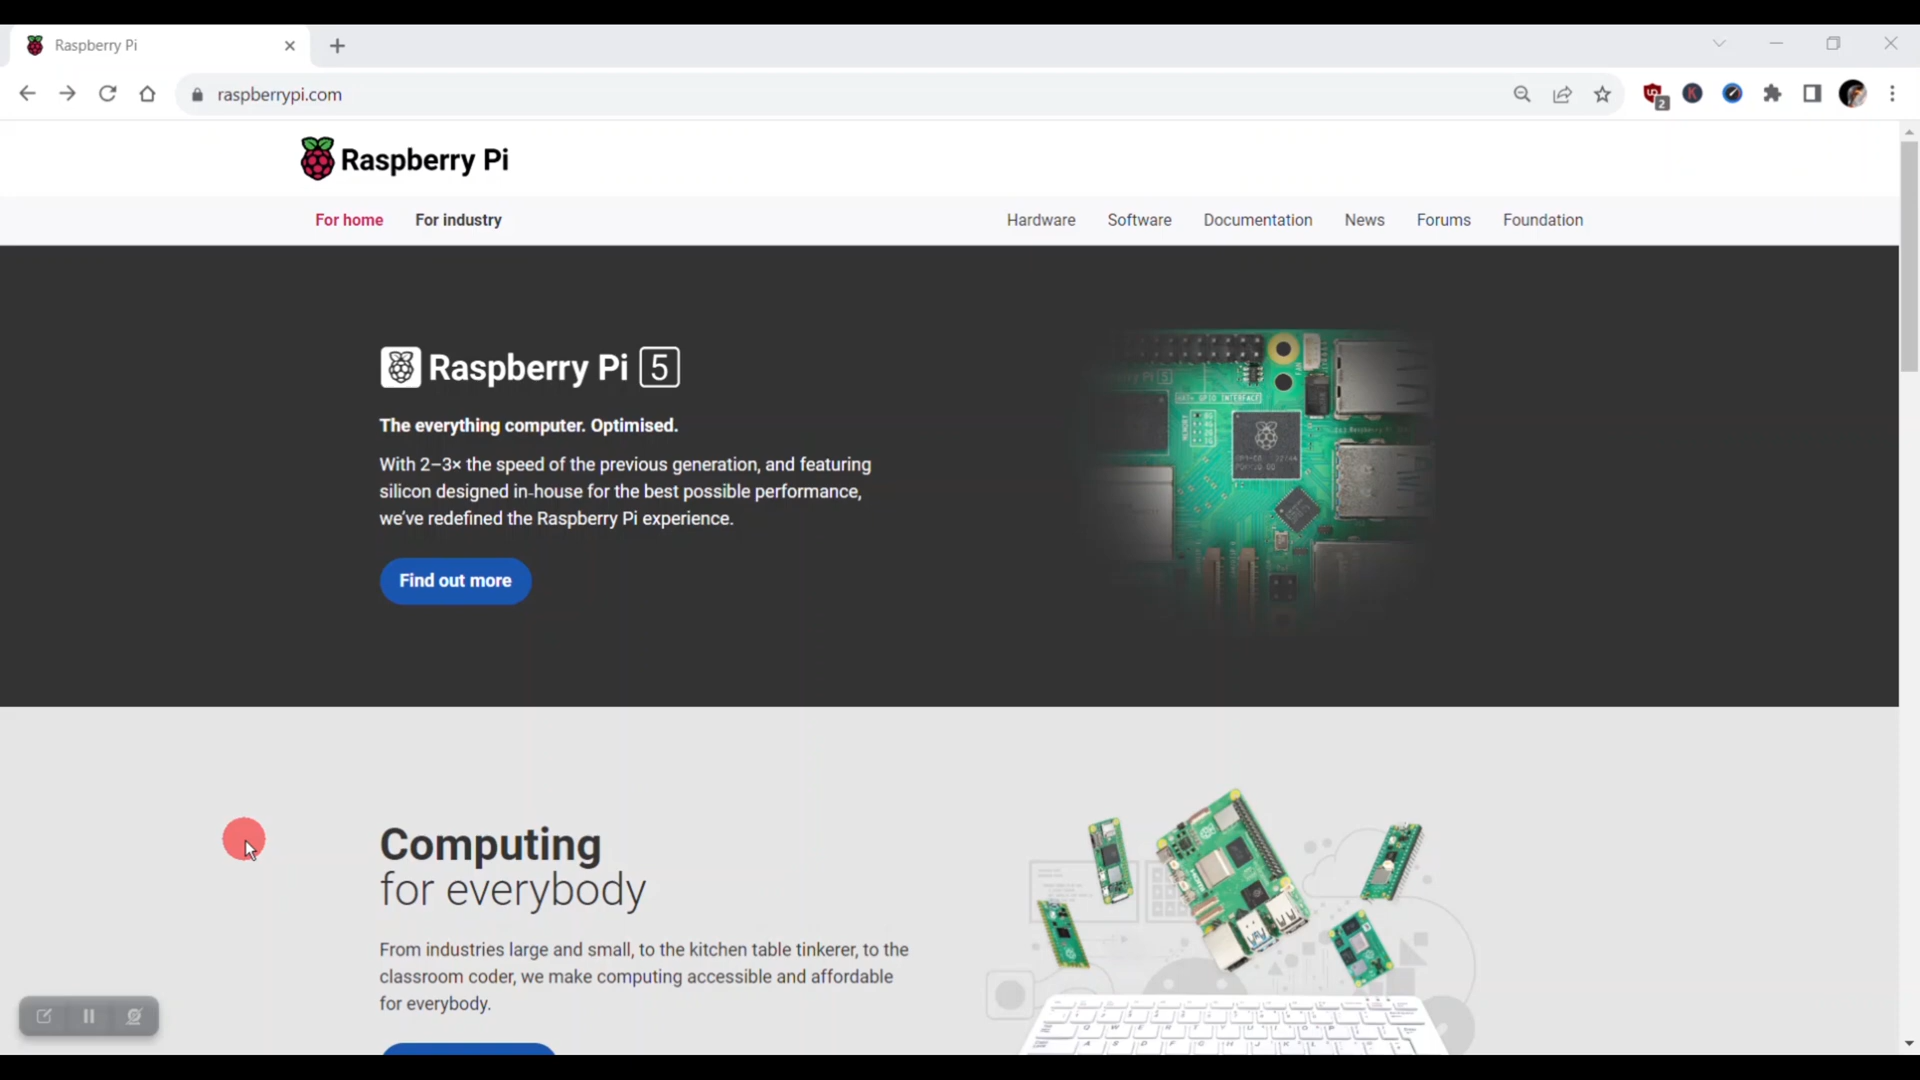 Raspberry Pi
raspberrypi.com
2
Raspberry Pi
For home For industry Hardware Software Documentation News Forums Foundation
Raspberry Pi 5
The everything computer. Optimised.
With 2–3× the speed of the previous generation, and featuring
silicon designed in-house for the best possible performance,
we've redefined the Raspberry Pi experience.
Find out more
Computing
for everybody
From industries large and small, to the kitchen table tinkerer, to the
classroom coder, we make computing accessible and affordable
for everybody.